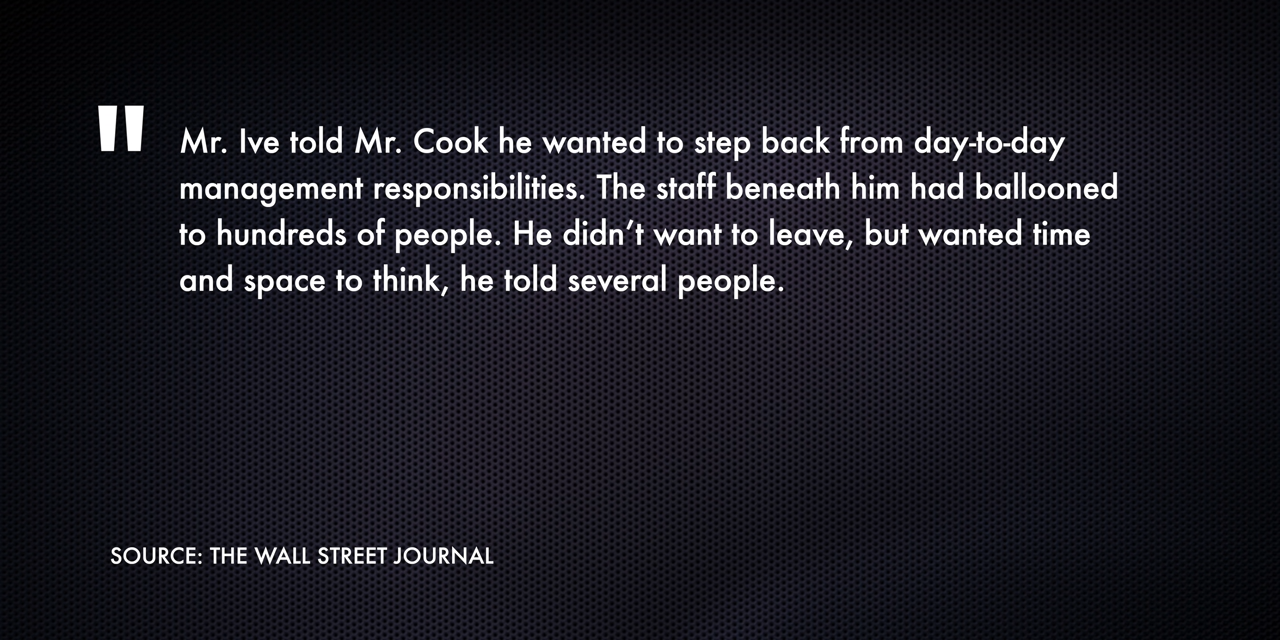 "
Mr. Ive told Mr. Cook he wanted to step back from day-to-day
management responsibilities. The staff beneath him had ballooned
to hundreds of people. He didn’t want to leave, but wanted time
and space to think, he told several people.
SOURCE: THE WALL STREET JOURNAL